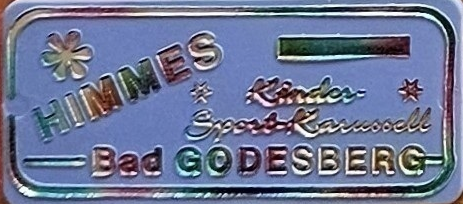 HIMMES
Kinder-
Sport-Karussell
Bad GODESBERG